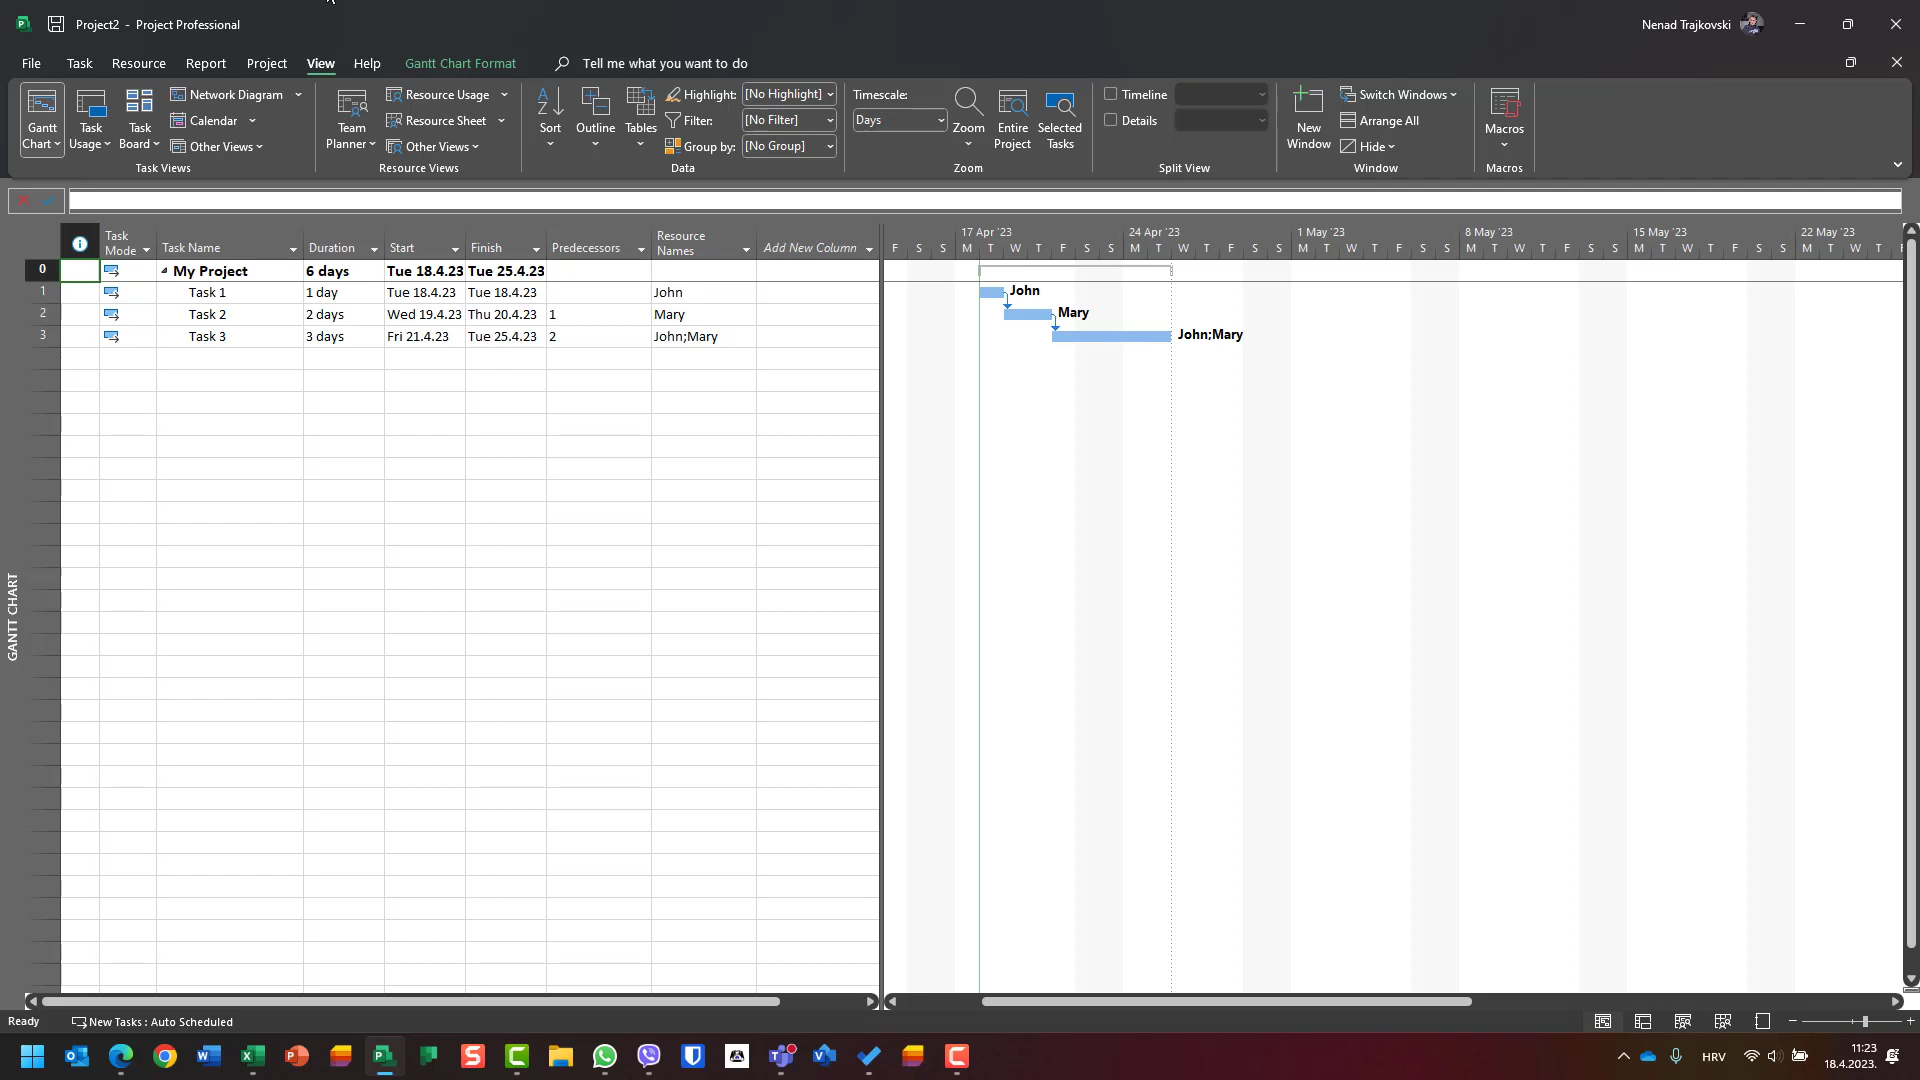 Project2 - Project Professional
Nenad Trajkovski
File Task Resource Report Project View Help Gantt Chart Format Tell me what you want to do
Gantt Chart
Task Usage
Task Board
Network Diagram
Calendar
Other Views
Task Views
Team Planner
Resource Usage
Resource Sheet
Other Views
Resource Views
Sort
Outline
Tables
Highlight: [No Highlight]
Filter: [No Filter]
Group by: [No Group]
Data
Timescale:
Days
Zoom
Entire Project
Selected Tasks
Zoom
Timeline
Details
Split View
New Window
Switch Windows
Arrange All
Hide
Window
Macros
Macros
Task Mode Task Name Duration Start Finish Predecessors Resource Names Add New Column
17 Apr '23 24 Apr '23 1 May '23 8 May '23 15 May '23 22 May '23
F S S M T W T F S S M T W T F S S M T W T F S S M T W T F S S M T W T F S S M T W T F
0 My Project 6 days Tue 18.4.23 Tue 25.4.23
1 Task 1 1 day Tue 18.4.23 Tue 18.4.23 John
2 Task 2 2 days Wed 19.4.23 Thu 20.4.23 1 Mary
3 Task 3 3 days Fri 21.4.23 Tue 25.4.23 2 John;Mary
John
Mary
John;Mary
GANTT CHART
Ready New Tasks : Auto Scheduled
HRV
11:23
18.4.2023.